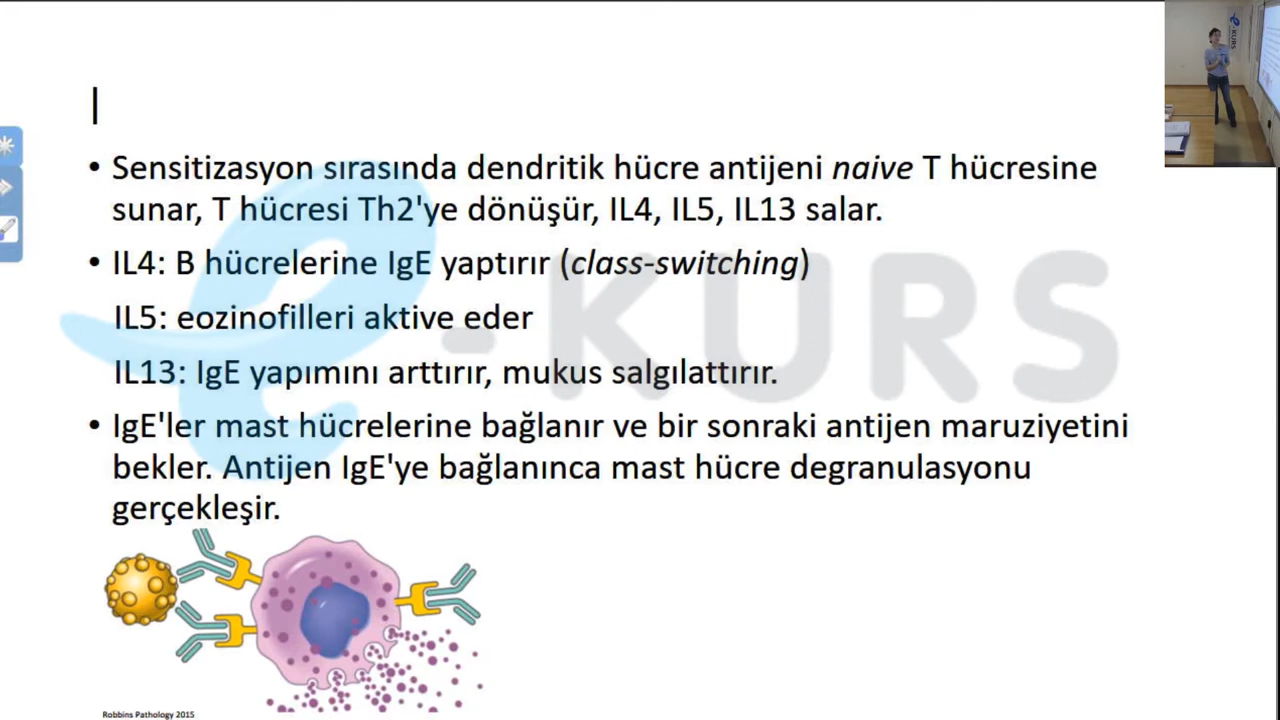 I
• Sensitizasyon sırasında dendritik hücre antijeni naive T hücresine
sunar, T hücresi Th2'ye dönüşür, IL4, IL5, IL13 salar.
• IL4: B hücrelerine IgE yaptırır (class-switching)
IL5: eozinofilleri aktive eder
IL13: IgE yapımını arttırır, mukus salgılattırır.
• IgE'ler mast hücrelerine bağlanır ve bir sonraki antijen maruziyetini
bekler. Antijen IgE'ye bağlanınca mast hücre degranulasyonu
gerçekleşir.
Robbins Pathology 2015
e-KURS
e-KURS